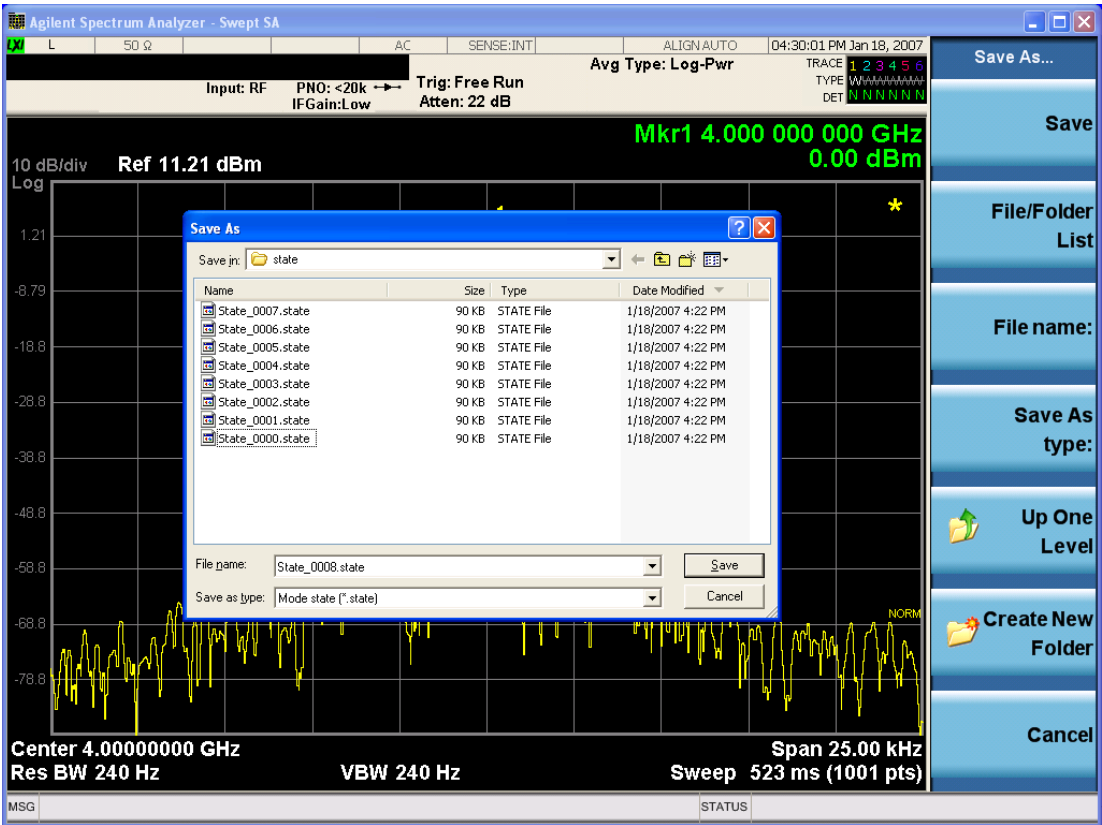 Agilent Spectrum Analyzer - Swept SA
LXI L 50 Ω AC SENSE:INT ALIGN AUTO 04:30:01 PM Jan 18, 2007
Input: RF PNO: <20k IFGain:Low
Trig: Free Run
Atten: 22 dB
Avg Type: Log-Pwr
TRACE 1 2 3 4 5 6
TYPE
DET N N N N N N
Mkr1 4.000 000 000 GHz
0.00 dBm
10 dB/div Ref 11.21 dBm
Log
1.21
-8.79
-18.8
-28.8
-38.8
-48.8
-58.8
-68.8
-78.8
Save As
Save in: state
Name Size Type Date Modified
State_0007.state 90 KB STATE File 1/18/2007 4:22 PM
State_0006.state 90 KB STATE File 1/18/2007 4:22 PM
State_0005.state 90 KB STATE File 1/18/2007 4:22 PM
State_0004.state 90 KB STATE File 1/18/2007 4:22 PM
State_0003.state 90 KB STATE File 1/18/2007 4:22 PM
State_0002.state 90 KB STATE File 1/18/2007 4:22 PM
State_0001.state 90 KB STATE File 1/18/2007 4:22 PM
State_0000.state 90 KB STATE File 1/18/2007 4:22 PM
File name: State_0008.state Save
Save as type: Mode state (*.state) Cancel
NORM
Center 4.00000000 GHz Span 25.00 kHz
Res BW 240 Hz VBW 240 Hz Sweep 523 ms (1001 pts)
MSG STATUS
Save As...
Save
File/Folder
List
File name:
Save As
type:
Up One
Level
Create New
Folder
Cancel